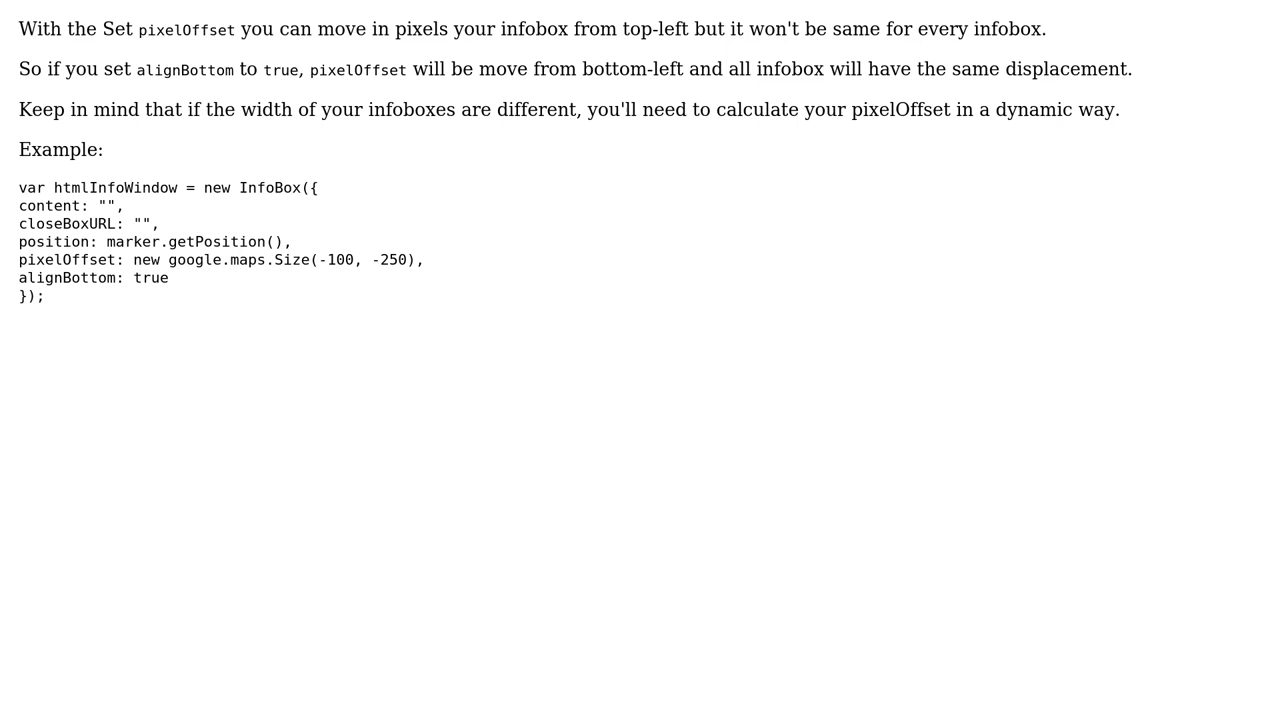 With the Set pixelOffset you can move in pixels your infobox from top-left but it won't be same for every infobox.
So if you set alignBottom to true, pixelOffset will be move from bottom-left and all infobox will have the same displacement.
Keep in mind that if the width of your infoboxes are different, you'll need to calculate your pixelOffset in a dynamic way.
Example:
var htmlInfoWindow = new InfoBox({
content: "",
closeBoxURL: "",
position: marker.getPosition(),
pixelOffset: new google.maps.Size(-100, -250),
alignBottom: true
});